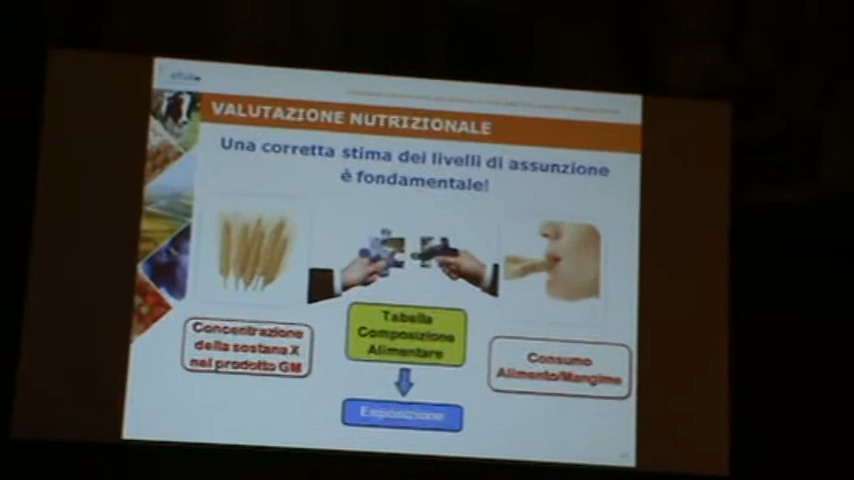 VALUTAZIONE NUTRIZIONALE
Una corretta stima dei livelli di assunzione
è fondamentale!
Concentrazione
della sostana X
nel prodotto GM
Tabella
Composizione
Alimentare
Consumo
Alimento/Mangime
Esposizione